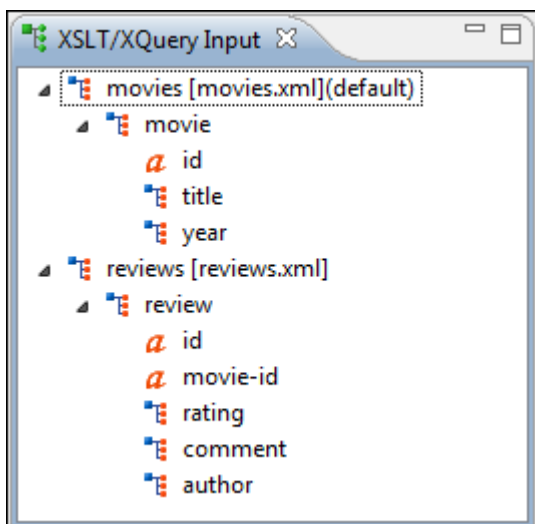 XSLT/XQuery Input
movies [movies.xml](default)
movie
a id
title
year
reviews [reviews.xml]
review
a id
a movie-id
rating
comment
author